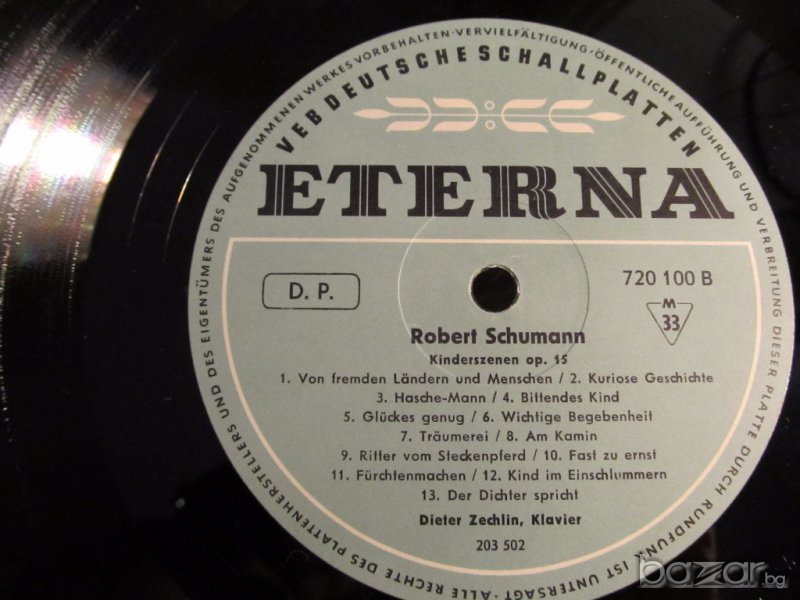 ALLE RECHTE DES PLATTENHERSTELLERS UND DES EIGENTÜMERS DES AUFGENOMMENEN WERKES VORBEHALTEN · VERVIELFÄLTIGUNG · ÖFFENTLICHE AUFFÜHRUNG UND VERBREITUNG DIESER PLATTE DURCH RUNDFUNK IST UNTERSAGT ·
VEB DEUTSCHE SCHALLPLATTEN
ETERNA
D. P.
720 100 B
M
33
Robert Schumann
Kinderszenen op. 15
1. Von fremden Ländern und Menschen / 2. Kuriose Geschichte
3. Hasche-Mann / 4. Bittendes Kind
5. Glückes genug / 6. Wichtige Begebenheit
7. Träumerei / 8. Am Kamin
9. Ritter vom Steckenpferd / 10. Fast zu ernst
11. Fürchtenmachen / 12. Kind im Einschlummern
13. Der Dichter spricht
Dieter Zechlin, Klavier
203 502
bazar.bg